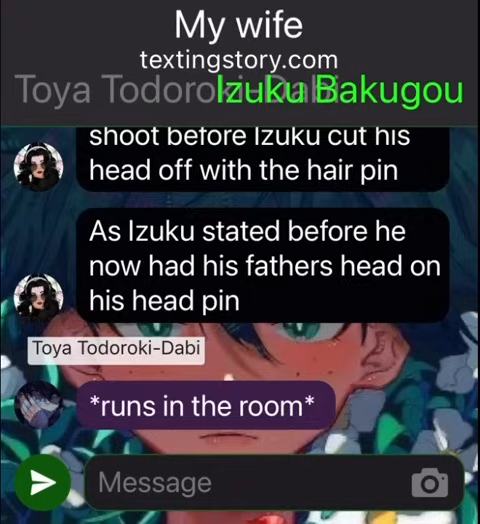 My wife
textingstory.com
Toya Todoroki-Dabi
Izuku Bakugou
shoot before Izuku cut his
head off with the hair pin
As Izuku stated before he
now had his fathers head on
his head pin
Toya Todoroki-Dabi
*runs in the room*
Message